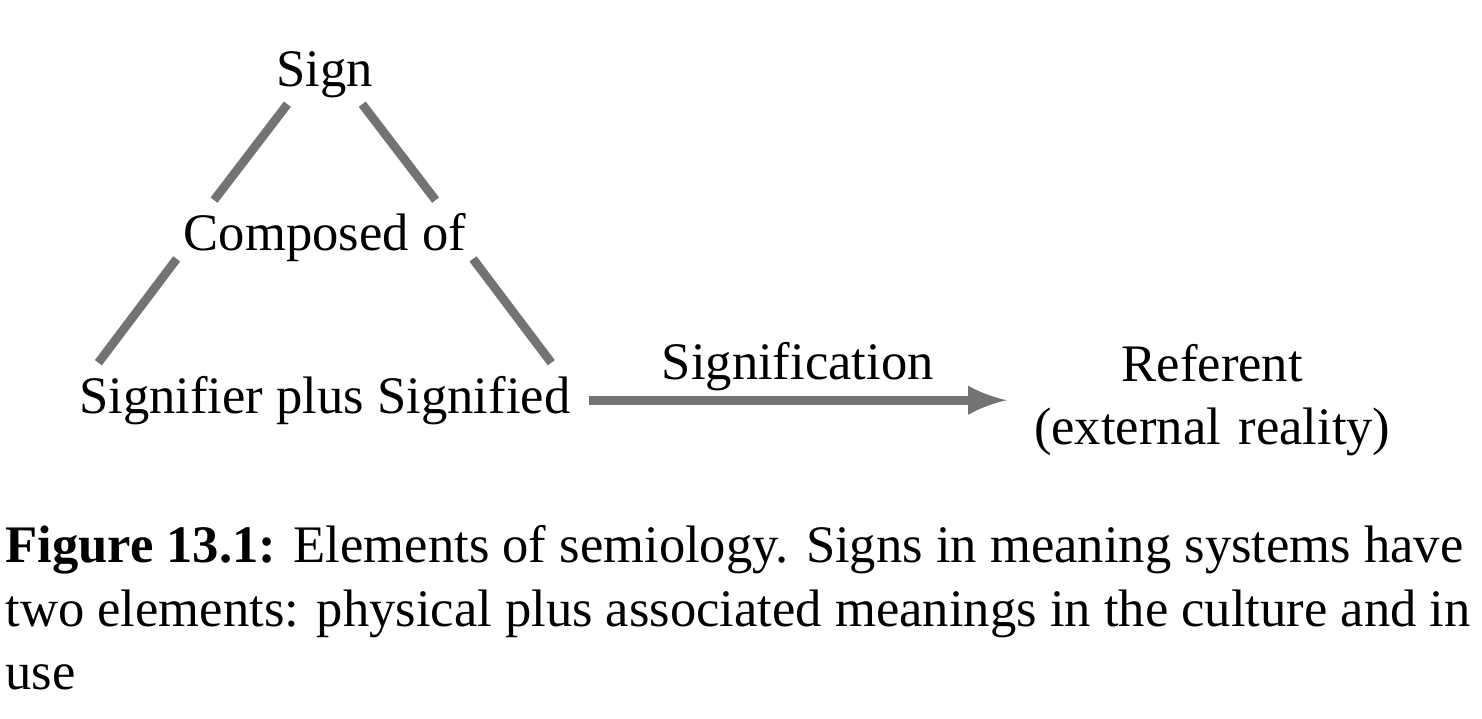 Sign
Composed of
Signifier plus Signified
Signification
Referent
(external reality)
Figure 13.1: Elements of semiology. Signs in meaning systems have
two elements: physical plus associated meanings in the culture and in
use